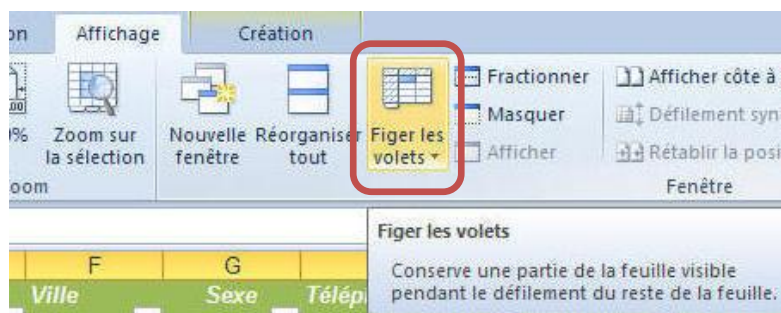 on Affichage Création
Fractionner Afficher côte à
Masquer Défilement syn
% Zoom sur Nouvelle Réorganiser Figer les
la sélection fenêtre tout volets Afficher Rétablir la posi
oom Fenêtre
Figer les volets
F G
Conserve une partie de la feuille visible
Ville Sexe Télép pendant le défilement du reste de la feuille.